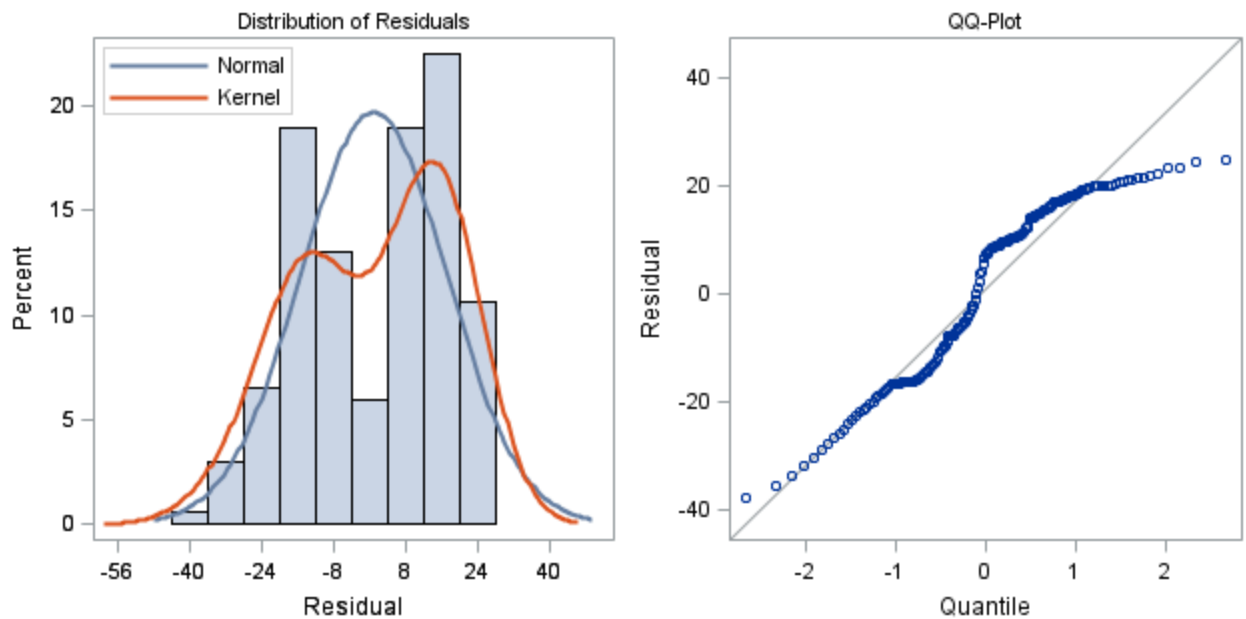 Distribution of Residuals
Normal
Kernel
20
15
10
5
0
Percent
-56 -40 -24 -8 8 24 40
Residual
QQ-Plot
40
20
0
-20
-40
Residual
-2 -1 0 1 2
Quantile